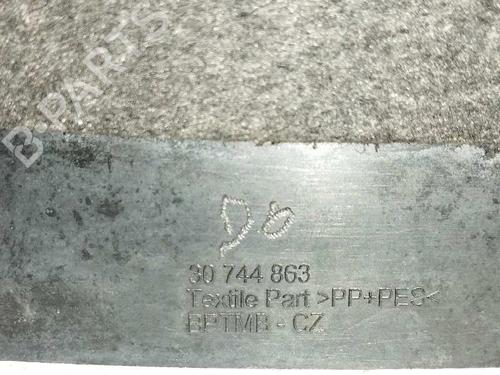 B-PARTS
30 744 863
Textile Part >PP+PES<
BPTMB - CZ